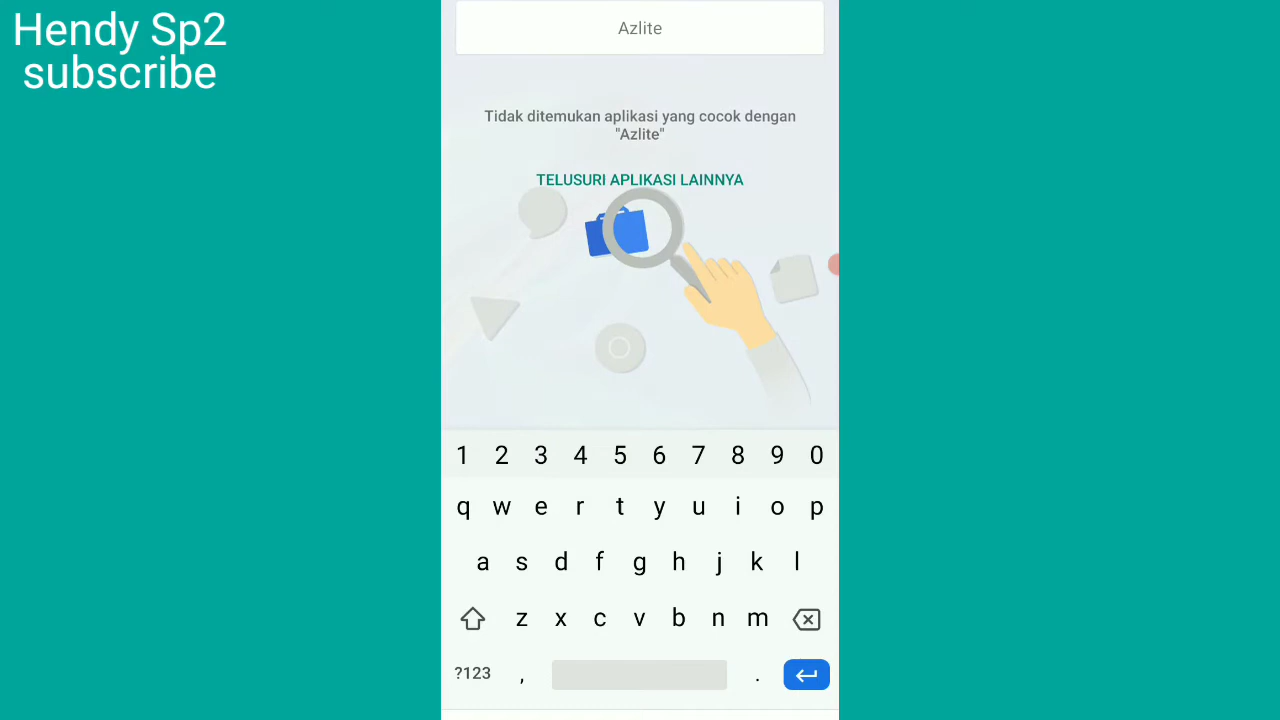 Hendy Sp2
subscribe
Azlite
Tidak ditemukan aplikasi yang cocok dengan
"Azlite"
TELUSURI APLIKASI LAINNYA
1 2 3 4 5 6 7 8 9 0
q w e r t y u i o p
a s d f g h j k l
z x c v b n m
?123 , .